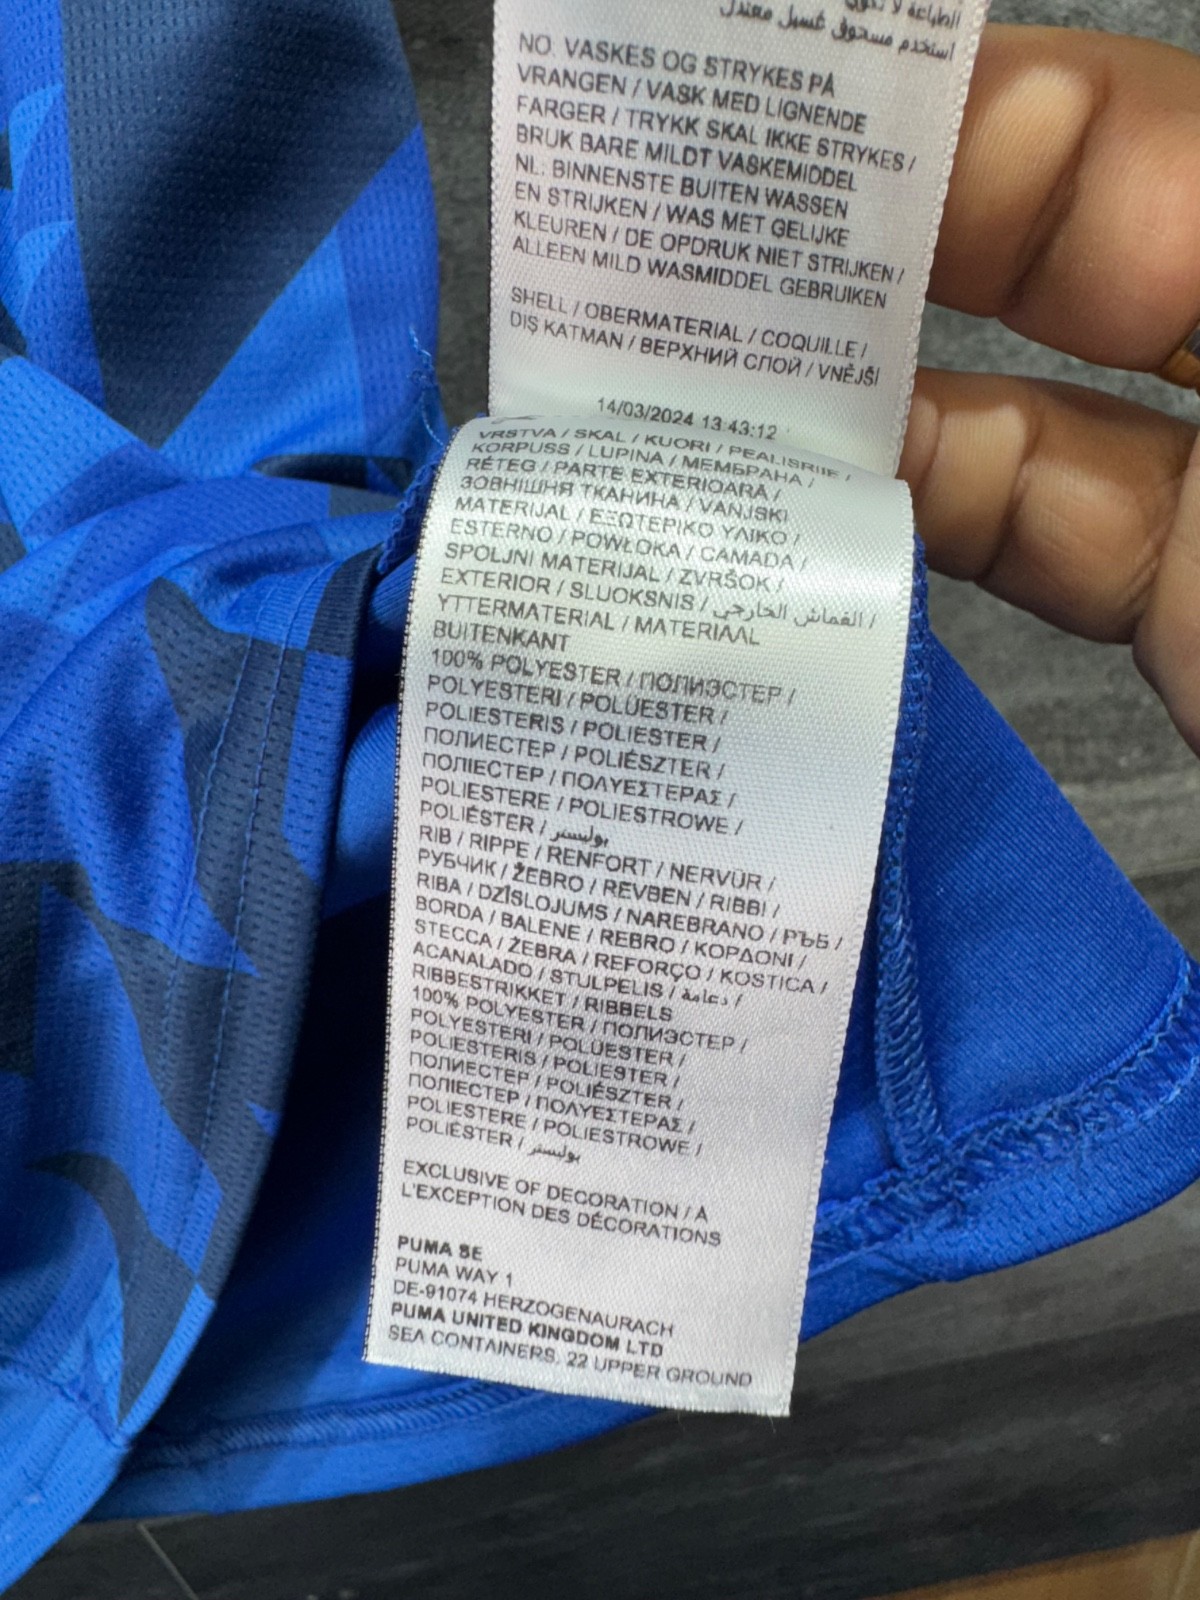 الطباعة لا تكوى
استخدم مسحوق غسيل معتدل
NO. VASKES OG STRYKES PÅ
VRANGEN / VASK MED LIGNENDE
FARGER / TRYKK SKAL IKKE STRYKES /
BRUK BARE MILDT VASKEMIDDEL
NL. BINNENSTE BUITEN WASSEN
EN STRIJKEN / WAS MET GELIJKE
KLEUREN / DE OPDRUK NIET STRIJKEN /
ALLEEN MILD WASMIDDEL GEBRUIKEN
SHELL / OBERMATERIAL / COQUILLE /
DIŞ KATMAN / ВЕРХНИЙ СЛОЙ / VNĚJŠÍ
14/03/2024 13:43:12
VRSTVA / SKAL / KUORI / PEALISRIIE /
KORPUSS / LUPINA / МЕМБРАНА /
RÉTEG / PARTE EXTERIOARA /
ЗОВНІШНЯ ТКАНИНА / VANJSKI
MATERIJAL / ΕΞΩΤΕΡΙΚΟ ΥΛΙΚΟ /
ESTERNO / POWŁOKA / CAMADA /
SPOLJNI MATERIJAL / ZVRŠOK /
EXTERIOR / SLUOKSNIS / القماش الخارجي /
YTTERMATERIAL / MATERIAAL
BUITENKANT
100% POLYESTER / ПОЛИЭСТЕР /
POLYESTERI / POLÜESTER /
POLIESTERIS / POLIESTER /
ПОЛИЕСТЕР / POLIÉSZTER /
ПОЛІЕСТЕР / ΠΟΛΥΕΣΤΕΡΑΣ /
POLIESTERE / POLIESTROWE /
POLIÉSTER / بوليستر
RIB / RIPPE / RENFORT / NERVÜR /
РУБЧИК / ŽEBRO / REVBEN / RIBBI /
RIBA / DZĪSLOJUMS / NAREBRANO / РЪБ /
BORDA / BALENE / REBRO / ΚΟΡΔΟΝΙ /
STECCA / ŽEBRA / REFORÇO / KOSTICA /
ACANALADO / STULPELIS / دعامة /
RIBBESTRIKKET / RIBBELS
100% POLYESTER / ПОЛИЭСТЕР /
POLYESTERI / POLÜESTER /
POLIESTERIS / POLIESTER /
ПОЛИЕСТЕР / POLIÉSZTER /
ПОЛІЕСТЕР / ΠΟΛΥΕΣΤΕΡΑΣ /
POLIESTERE / POLIESTROWE /
POLIÉSTER / بوليستر
EXCLUSIVE OF DECORATION / À
L'EXCEPTION DES DÉCORATIONS
PUMA SE
PUMA WAY 1
DE-91074 HERZOGENAURACH
PUMA UNITED KINGDOM LTD
SEA CONTAINERS, 22 UPPER GROUND